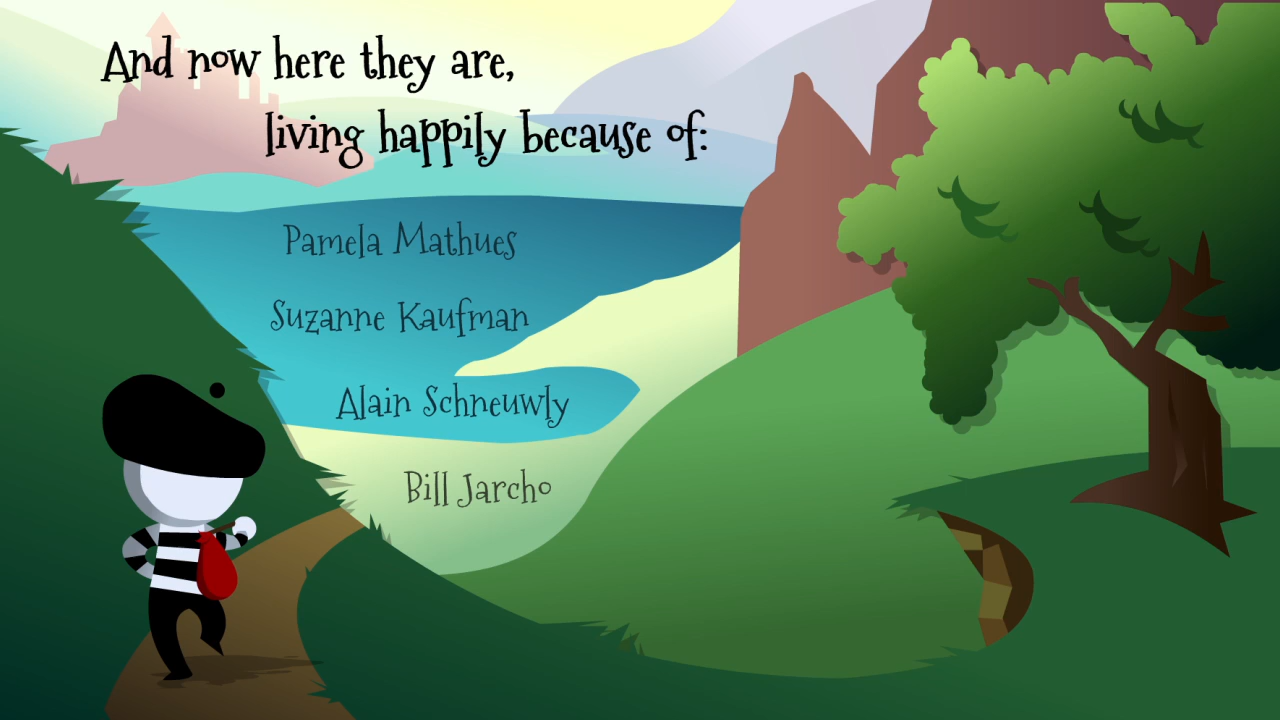 And now here they are,
living happily because of:
Pamela Mathues
Suzanne Kaufman
Alain Schneuwly
Bill Jarcho